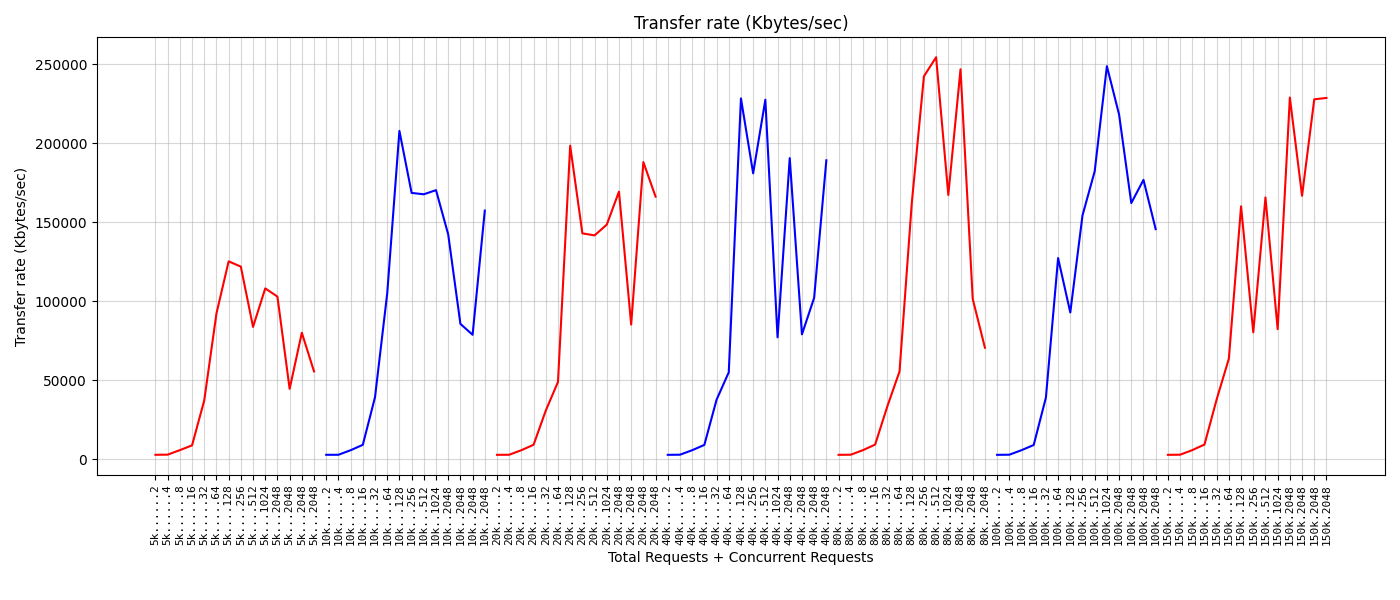 Transfer rate (Kbytes/sec)
Transfer rate (Kbytes/sec)
250000
200000
150000
100000
50000
0
5k......2
5k......4
5k......8
5k.....16
5k.....32
5k.....64
5k....128
5k....256
5k....512
5k...1024
5k...2048
5k...2048
5k...2048
5k...2048
10k.....2
10k.....4
10k.....8
10k....16
10k....32
10k....64
10k...128
10k...256
10k...512
10k..1024
10k..2048
10k..2048
10k..2048
10k..2048
20k.....2
20k.....4
20k.....8
20k....16
20k....32
20k....64
20k...128
20k...256
20k...512
20k..1024
20k..2048
20k..2048
20k..2048
20k..2048
40k.....2
40k.....4
40k.....8
40k....16
40k....32
40k....64
40k...128
40k...256
40k...512
40k..1024
40k..2048
40k..2048
40k..2048
40k..2048
80k.....2
80k.....4
80k.....8
80k....16
80k....32
80k....64
80k...128
80k...256
80k...512
80k..1024
80k..2048
80k..2048
80k..2048
100k....2
100k....4
100k....8
100k...16
100k...32
100k...64
100k..128
100k..256
100k..512
100k.1024
100k.2048
100k.2048
100k.2048
100k.2048
150k....2
150k....4
150k....8
150k...16
150k...32
150k...64
150k..128
150k..256
150k..512
150k.1024
150k.2048
150k.2048
150k.2048
150k.2048
Total Requests + Concurrent Requests